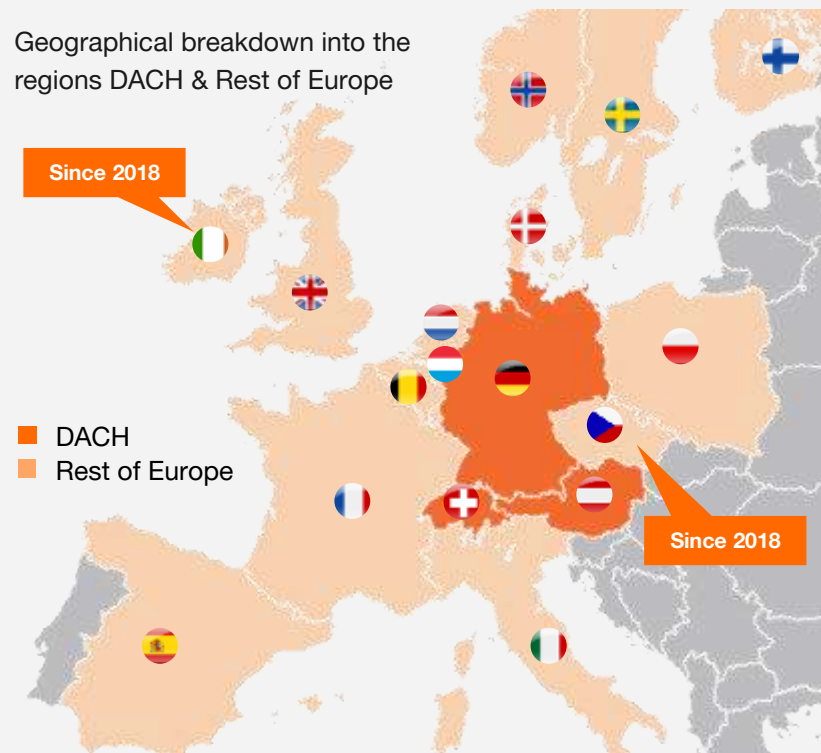 Geographical breakdown into the
regions DACH & Rest of Europe
Since 2018
DACH
Rest of Europe
Since 2018